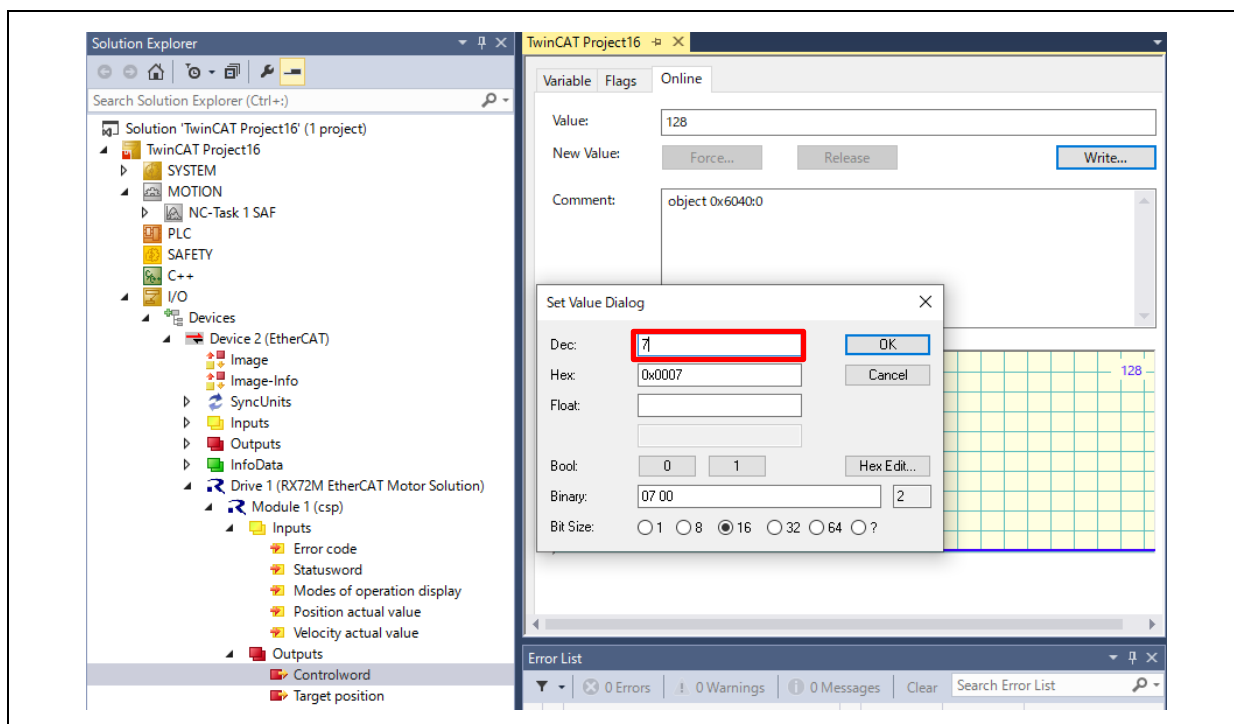 Solution Explorer
Search Solution Explorer (Ctrl+:)
Solution 'TwinCAT Project16' (1 project)
TwinCAT Project16
SYSTEM
MOTION
NC-Task 1 SAF
PLC
SAFETY
C++
I/O
Devices
Device 2 (EtherCAT)
Image
Image-Info
SyncUnits
Inputs
Outputs
InfoData
Drive 1 (RX72M EtherCAT Motor Solution)
Module 1 (csp)
Inputs
Error code
Statusword
Modes of operation display
Position actual value
Velocity actual value
Outputs
Controlword
Target position
TwinCAT Project16
Variable Flags Online
Value: 128
New Value: Force... Release Write...
Comment: object 0x6040:0
Set Value Dialog
Dec: 7 OK
Hex: 0x0007 Cancel
Float:
Bool: 0 1 Hex Edit...
Binary: 07 00 2
Bit Size: 1 8 16 32 64 ?
128
Error List
0 Errors 0 Warnings 0 Messages Clear Search Error List